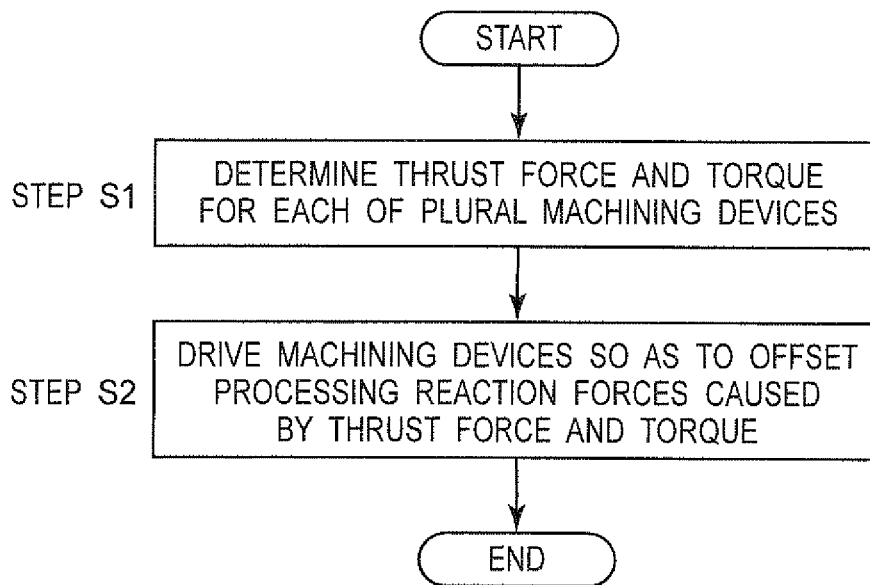 START
STEP S1
DETERMINE THRUST FORCE AND TORQUE
FOR EACH OF PLURAL MACHINING DEVICES
STEP S2
DRIVE MACHINING DEVICES SO AS TO OFFSET
PROCESSING REACTION FORCES CAUSED
BY THRUST FORCE AND TORQUE
END